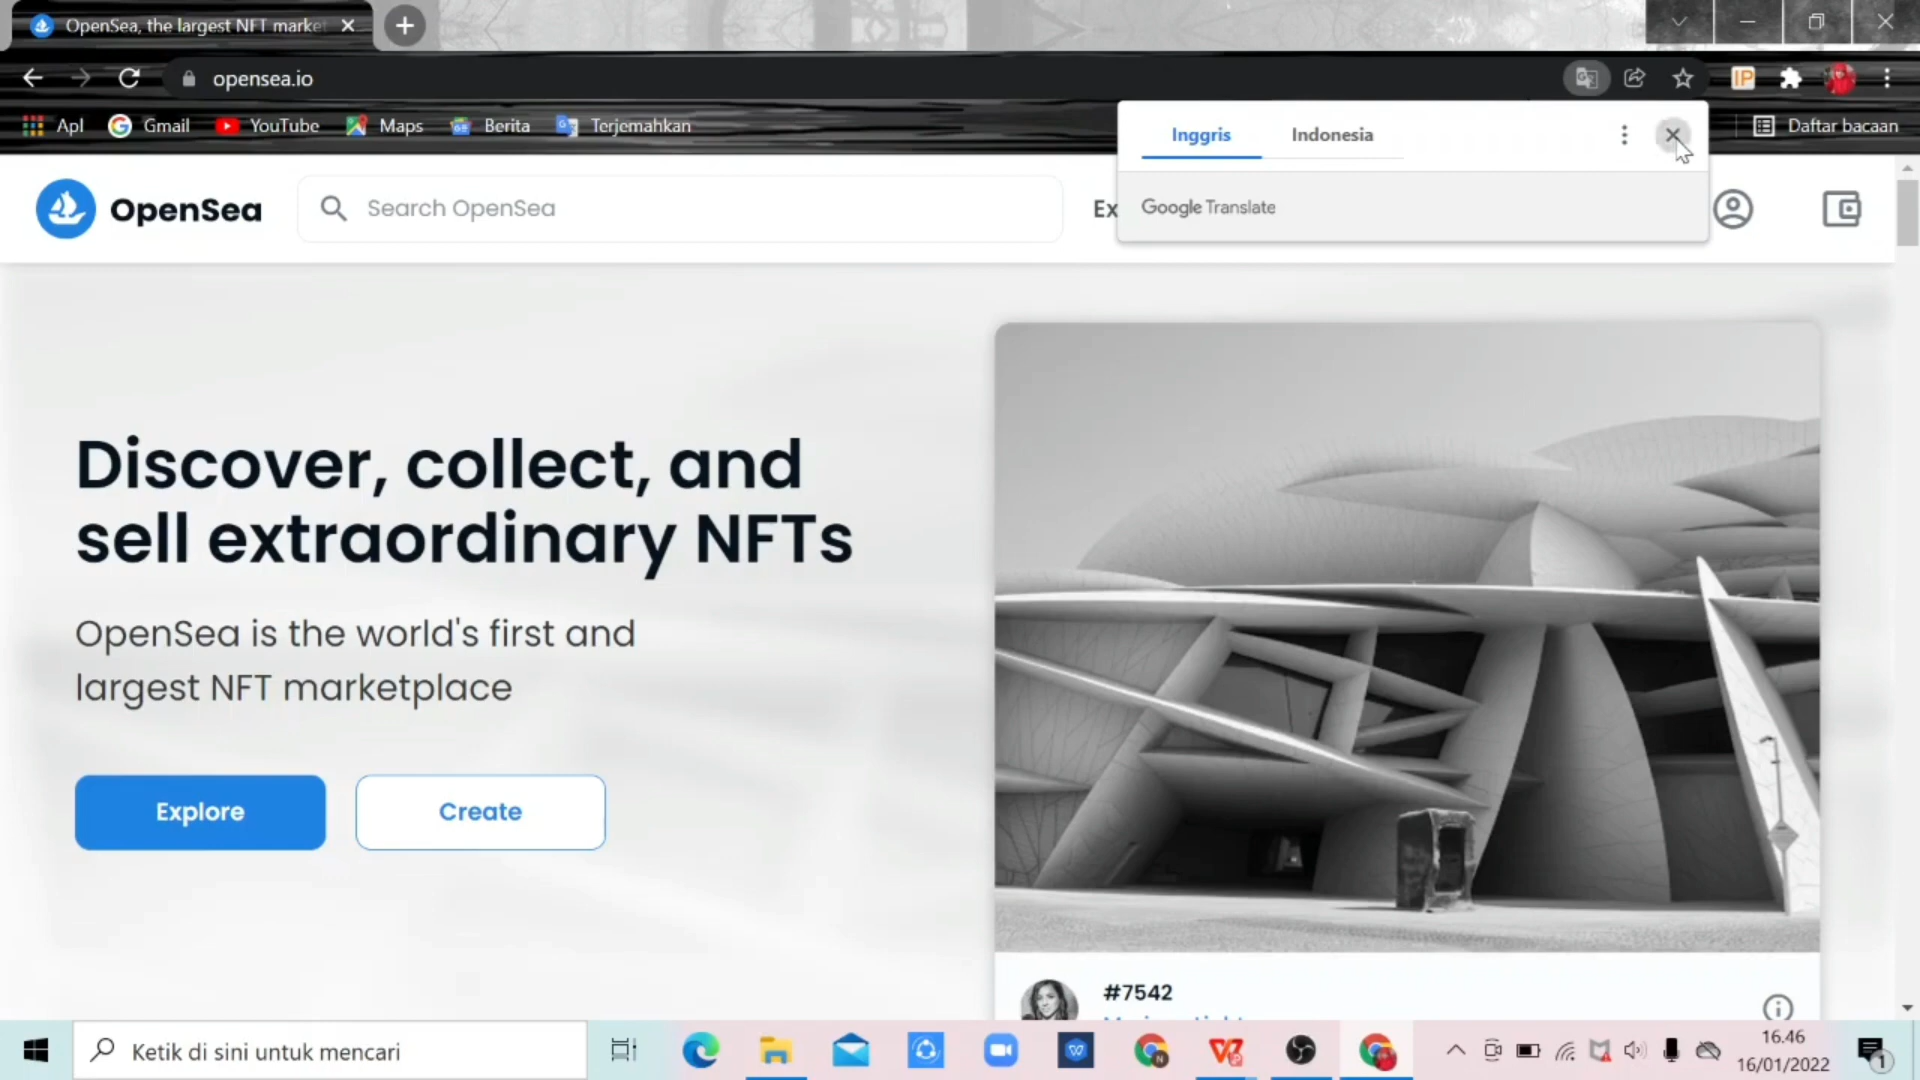 OpenSea, the largest NFT marke
opensea.io
IP
Apl
Gmail
YouTube
Maps
Berita
Terjemahkan
Daftar bacaan
Inggris
Indonesia
Google Translate
OpenSea
Search OpenSea
Ex
Discover, collect, and
sell extraordinary NFTs
OpenSea is the world's first and
largest NFT marketplace
Explore
Create
#7542
Ketik di sini untuk mencari
16.46
16/01/2022
1